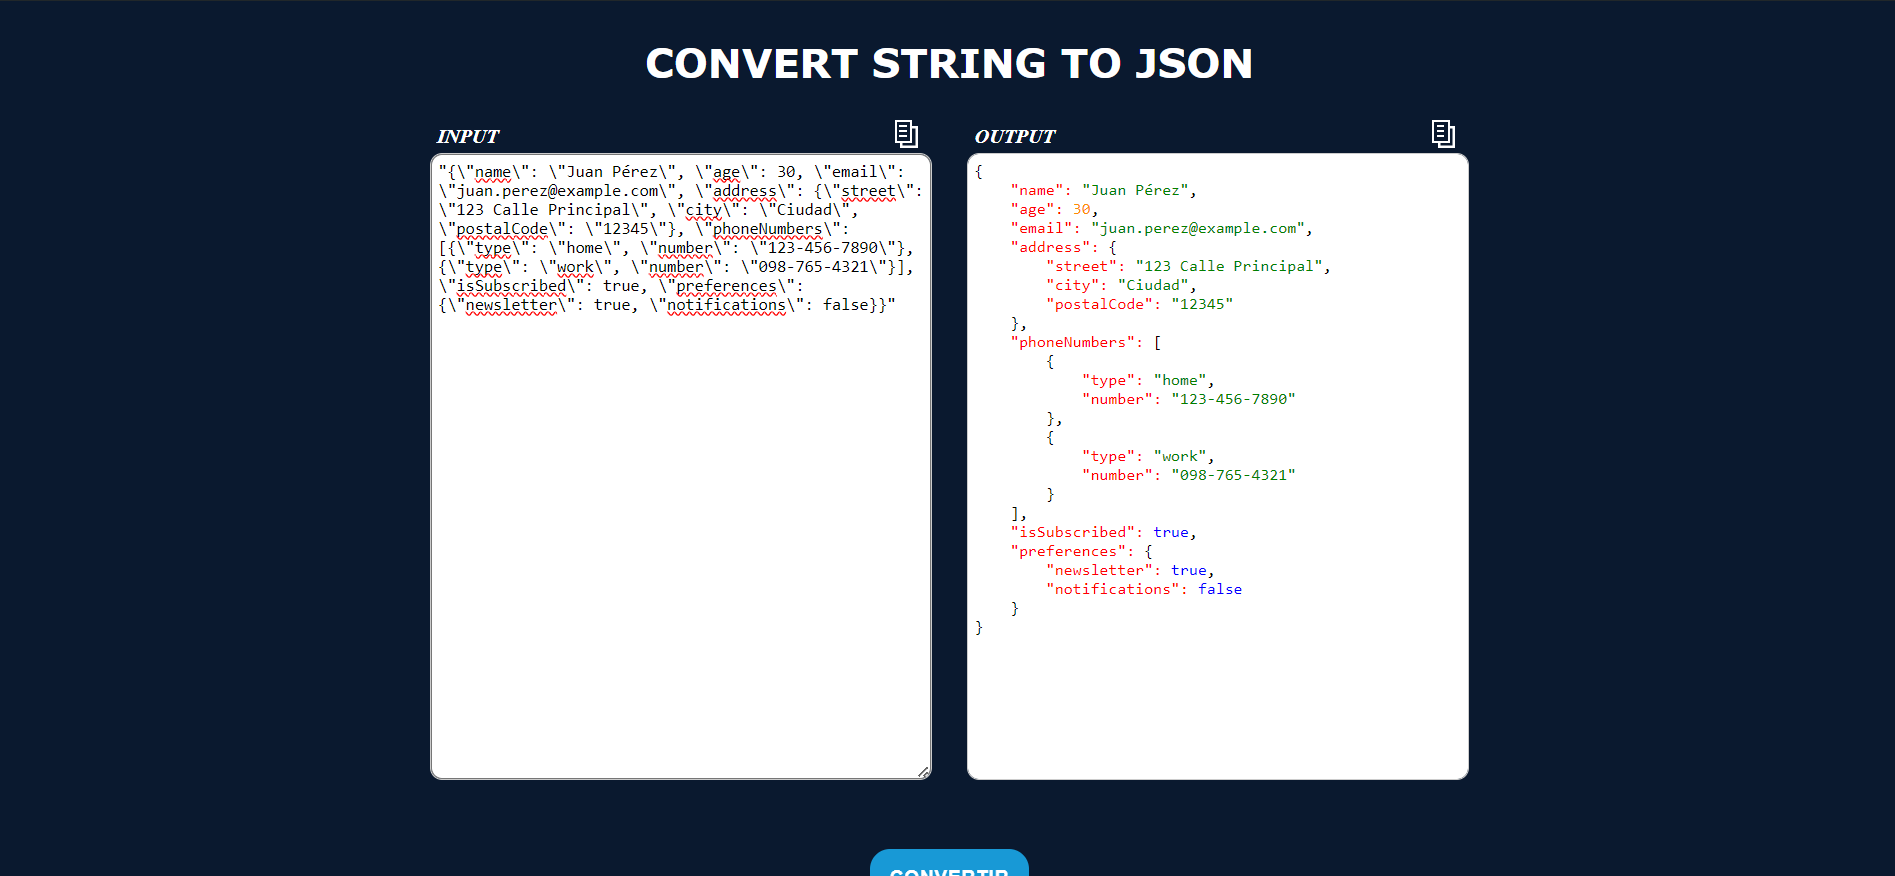 CONVERT STRING TO JSON
INPUT
"{\"name\": \"Juan Pérez\", \"age\": 30, \"email\":
\"juan.perez@example.com\", \"address\": {\"street\":
\"123 Calle Principal\", \"city\": \"Ciudad\",
\"postalCode\": \"12345\"}, \"phoneNumbers\":
[{\"type\": \"home\", \"number\": \"123-456-7890\"},
{\"type\": \"work\", \"number\": \"098-765-4321\"}],
\"isSubscribed\": true, \"preferences\":
{\"newsletter\": true, \"notifications\": false}}"
OUTPUT
{
    "name": "Juan Pérez",
    "age": 30,
    "email": "juan.perez@example.com",
    "address": {
        "street": "123 Calle Principal",
        "city": "Ciudad",
        "postalCode": "12345"
    },
    "phoneNumbers": [
        {
            "type": "home",
            "number": "123-456-7890"
        },
        {
            "type": "work",
            "number": "098-765-4321"
        }
    ],
    "isSubscribed": true,
    "preferences": {
        "newsletter": true,
        "notifications": false
    }
}
CONVERTIR